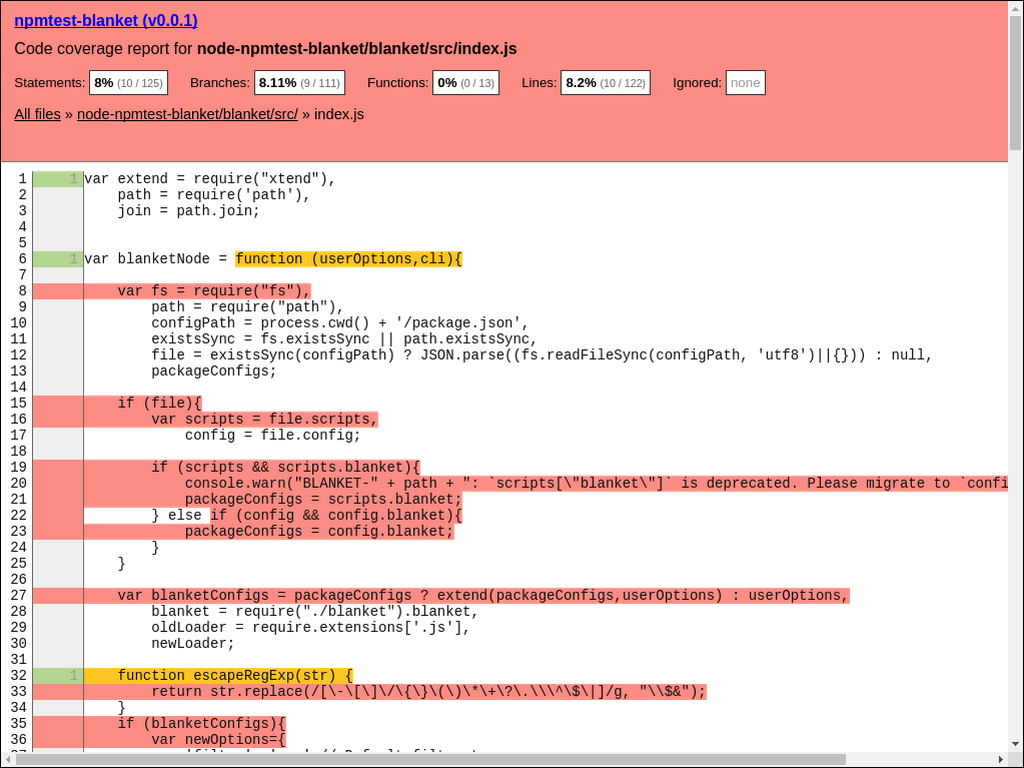 npmtest-blanket (v0.0.1)
Code coverage report for node-npmtest-blanket/blanket/src/index.js
Statements: 8% (10 / 125) Branches: 8.11% (9 / 111) Functions: 0% (0 / 13) Lines: 8.2% (10 / 122) Ignored: none
All files » node-npmtest-blanket/blanket/src/ » index.js
1 1 var extend = require("xtend"),
2 path = require('path'),
3 join = path.join;
4
5
6 1 var blanketNode = function (userOptions,cli){
7
8 var fs = require("fs"),
9 path = require("path"),
10 configPath = process.cwd() + '/package.json',
11 existsSync = fs.existsSync || path.existsSync,
12 file = existsSync(configPath) ? JSON.parse((fs.readFileSync(configPath, 'utf8')||{})) : null,
13 packageConfigs;
14
15 if (file){
16 var scripts = file.scripts,
17 config = file.config;
18
19 if (scripts && scripts.blanket){
20 console.warn("BLANKET-" + path + ": `scripts[\"blanket\"]` is deprecated. Please migrate to `confi
21 packageConfigs = scripts.blanket;
22 } else if (config && config.blanket){
23 packageConfigs = config.blanket;
24 }
25 }
26
27 var blanketConfigs = packageConfigs ? extend(packageConfigs,userOptions) : userOptions,
28 blanket = require("./blanket").blanket,
29 oldLoader = require.extensions['.js'],
30 newLoader;
31
32 1 function escapeRegExp(str) {
33 return str.replace(/[\-\[\]\/\{\}\(\)\*\+\?\.\\\^\$\|]/g, "\\$&");
34 }
35 if (blanketConfigs){
36 var newOptions={